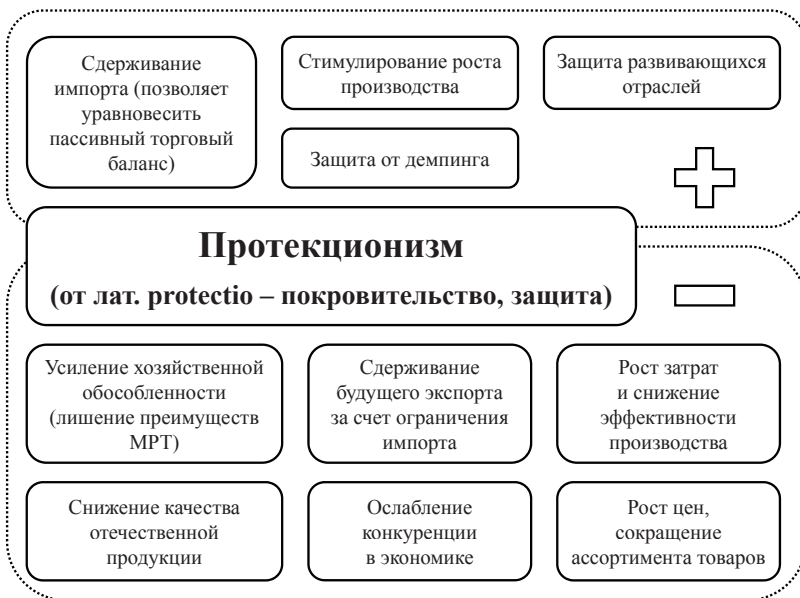 Сдерживание
импорта (позволяет
уравновесить
пассивный торговый
баланс)
Стимулирование роста
производства
Защита развивающихся
отраслей
Защита от демпинга
Протекционизм
(от лат. protectio – покровительство, защита)
Усиление хозяйственной
обособленности
(лишение преимуществ
МРТ)
Сдерживание
будущего экспорта
за счет ограничения
импорта
Рост затрат
и снижение
эффективности
производства
Снижение качества
отечественной
продукции
Ослабление
конкуренции
в экономике
Рост цен,
сокращение
ассортимента товаров